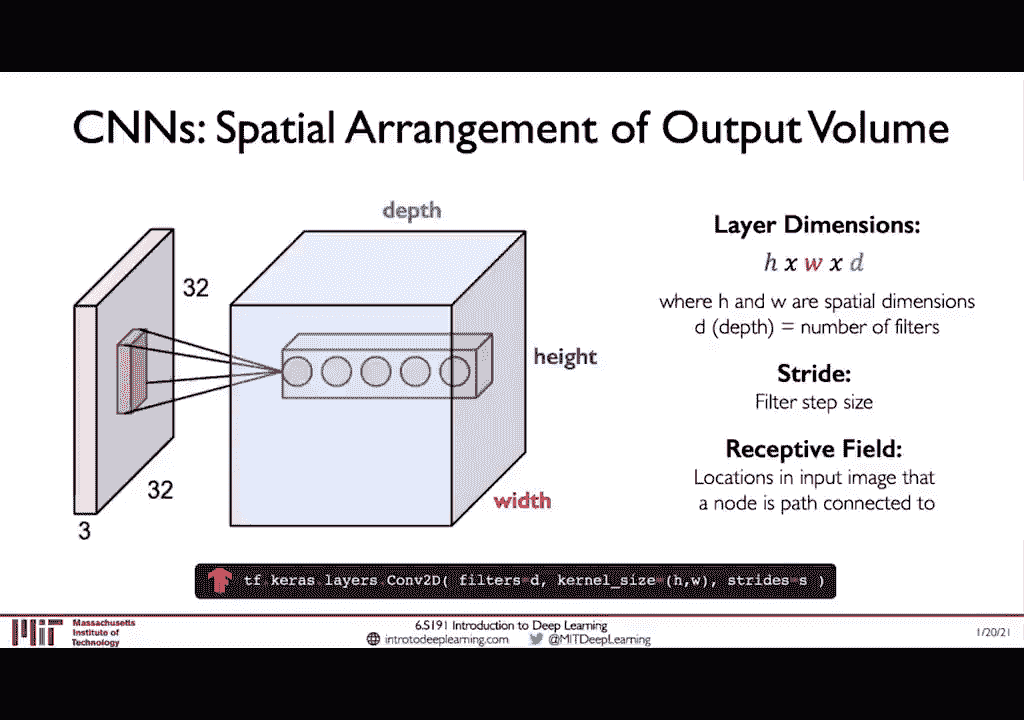 CNNs: Spatial Arrangement of Output Volume
depth
32
height
32
width
3
Layer Dimensions:
h x w x d
where h and w are spatial dimensions
d (depth) = number of filters
Stride:
Filter step size
Receptive Field:
Locations in input image that
a node is path connected to
tf.keras.layers.Conv2D( filters=d, kernel_size=(h,w), strides=s )
Massachusetts
Institute of
Technology
6.S191 Introduction to Deep Learning
introtodeeplearning.com @MITDeepLearning
1/20/21